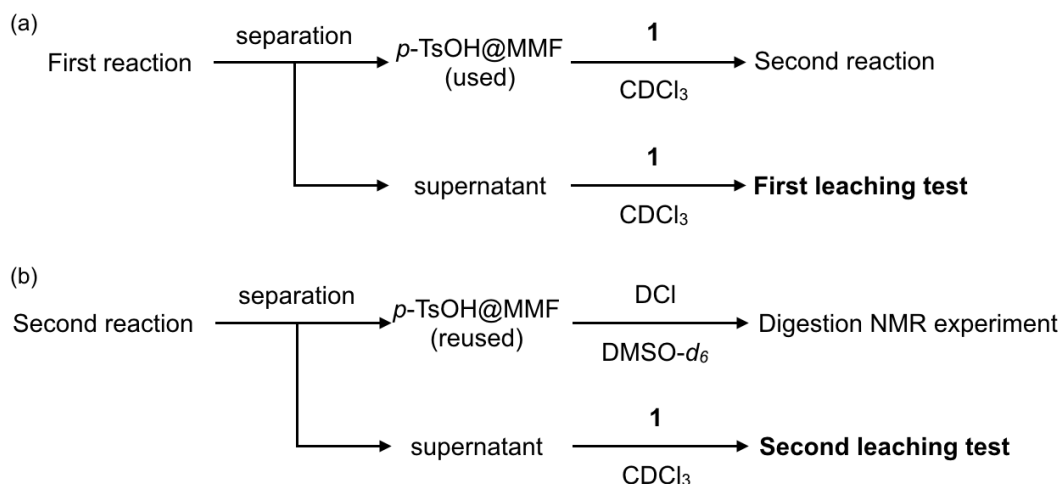 (a)
separation
1
First reaction
p-TsOH@MMF
(used)
CDCl₃
Second reaction
1
supernatant
CDCl₃
First leaching test
(b)
separation
DCl
Second reaction
p-TsOH@MMF
(reused)
DMSO-d₆
Digestion NMR experiment
1
supernatant
CDCl₃
Second leaching test